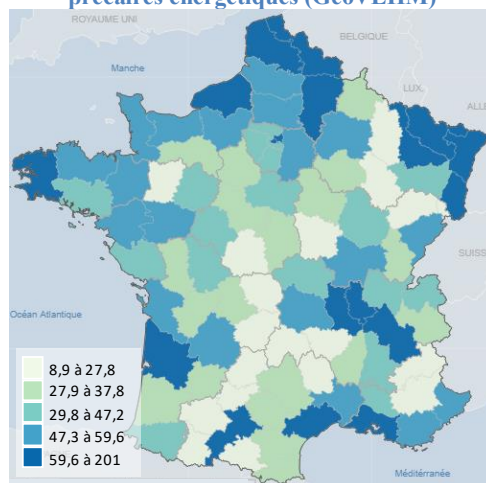 précaires énergétiques (GéoVEHM)
ROYAUME UNI
BELGIQUE
Manche
LUX.
ALLE
SUISS
Océan Atlantique
8,9 à 27,8
27,9 à 37,8
29,8 à 47,2
47,3 à 59,6
59,6 à 201
Méditérranée